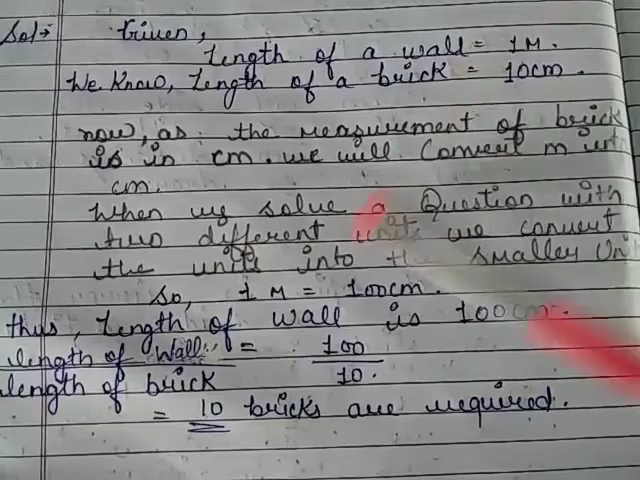 Sol→ Given,
Length of a wall = 1M.
We Know, Length of a brick = 10cm.
now, as the measurement of brick
is in cm. we will Convert m int
cm.
When we solve a Question with
two different units we convert
the units into the smalley Un
So, 1 M = 100cm.
thus, Length of wall is 100cm.
length of wall = 100
length of brick 10.
= 10 bricks are required.